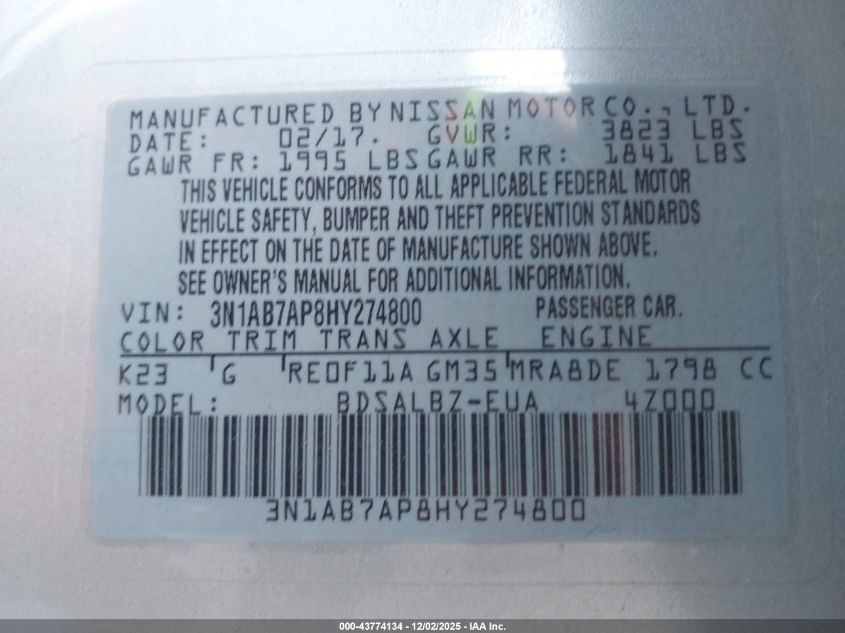 MANUFACTURED BY NISSAN MOTOR CO., LTD.
DATE: 02/17. GVWR: 3823 LBS
GAWR FR: 1995 LBS GAWR RR: 1841 LBS
THIS VEHICLE CONFORMS TO ALL APPLICABLE FEDERAL MOTOR
VEHICLE SAFETY, BUMPER AND THEFT PREVENTION STANDARDS
IN EFFECT ON THE DATE OF MANUFACTURE SHOWN ABOVE.
SEE OWNER'S MANUAL FOR ADDITIONAL INFORMATION.
VIN: 3N1AB7AP8HY274800 PASSENGER CAR.
COLOR TRIM TRANS AXLE ENGINE
K23 G RE0F11A GM35 MRA8DE 1798 CC
MODEL: BDSALBZ-EUA 4Z000
3N1AB7AP8HY274800
000-43774134 - 12/02/2025 - IAA Inc.